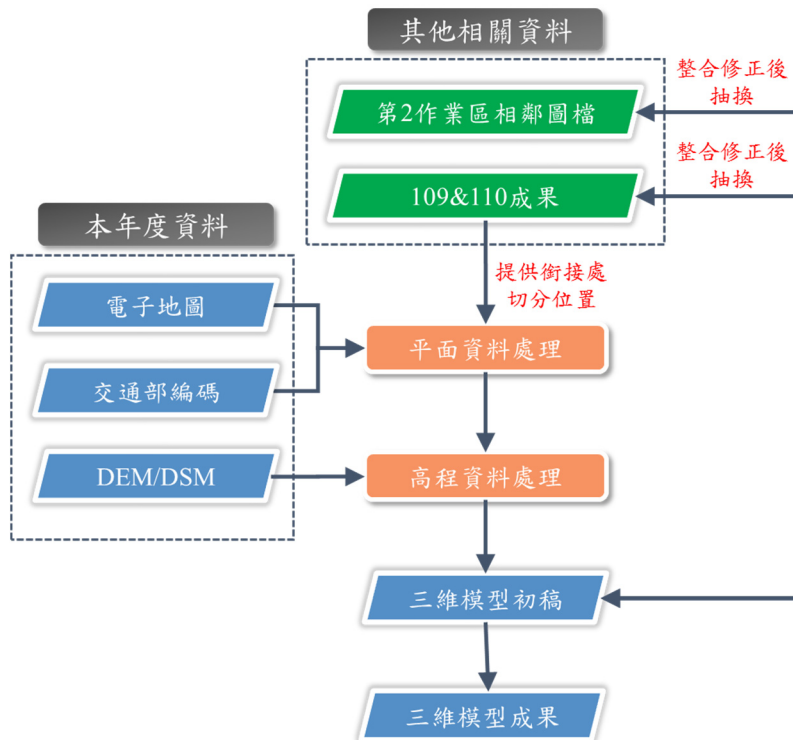 其他相關資料
整合修正後
抽換
第2作業區相鄰圖檔
整合修正後
抽換
109&110成果
本年度資料
提供銜接處
切分位置
電子地圖
平面資料處理
交通部編碼
DEM/DSM
高程資料處理
三維模型初稿
三維模型成果